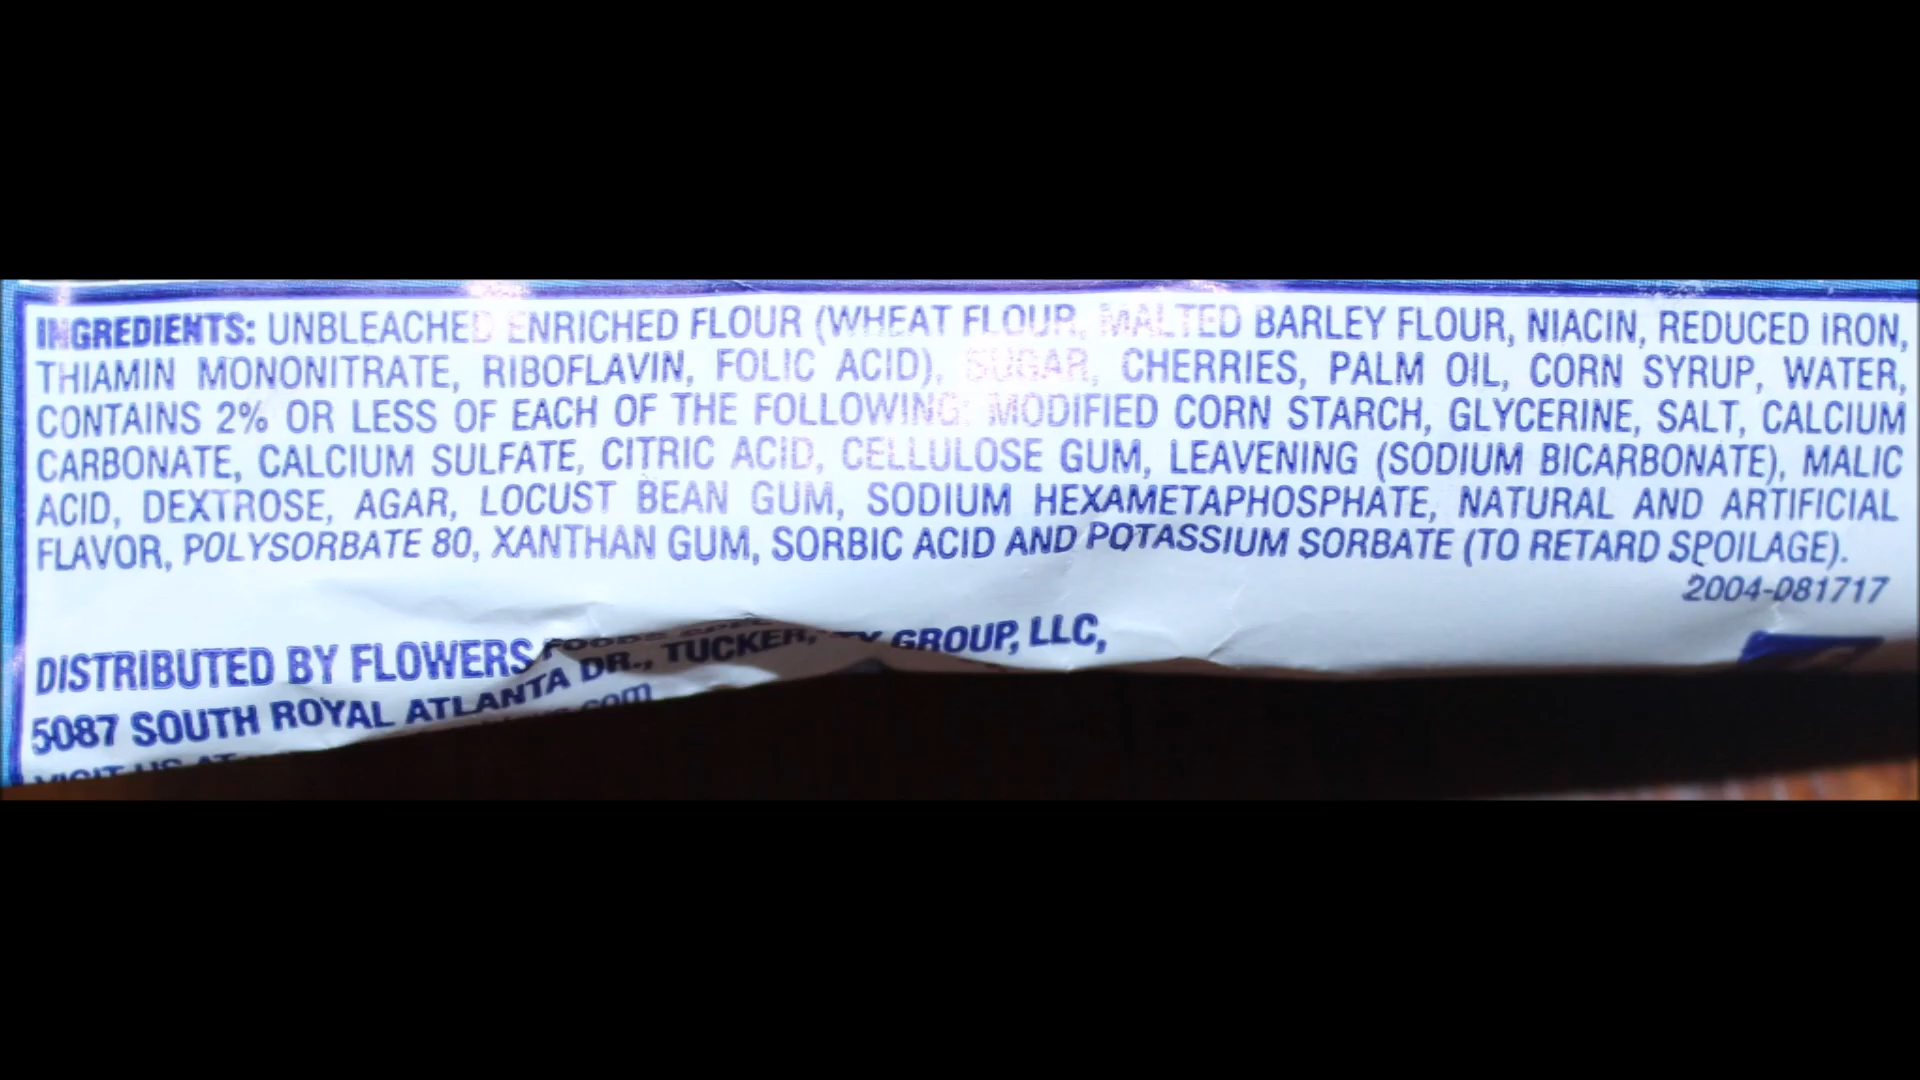 INGREDIENTS: UNBLEACHED ENRICHED FLOUR (WHEAT FLOUR, MALTED BARLEY FLOUR, NIACIN, REDUCED IRON,
THIAMIN MONONITRATE, RIBOFLAVIN, FOLIC ACID), SUGAR, CHERRIES, PALM OIL, CORN SYRUP, WATER,
CONTAINS 2% OR LESS OF EACH OF THE FOLLOWING: MODIFIED CORN STARCH, GLYCERINE, SALT, CALCIUM
CARBONATE, CALCIUM SULFATE, CITRIC ACID, CELLULOSE GUM, LEAVENING (SODIUM BICARBONATE), MALIC
ACID, DEXTROSE, AGAR, LOCUST BEAN GUM, SODIUM HEXAMETAPHOSPHATE, NATURAL AND ARTIFICIAL
FLAVOR, POLYSORBATE 80, XANTHAN GUM, SORBIC ACID AND POTASSIUM SORBATE (TO RETARD SPOILAGE).
2004-081717
DISTRIBUTED BY FLOWERS FOODS GROUP, LLC,
5087 SOUTH ROYAL ATLANTA DR., TUCKER,
VISIT US AT